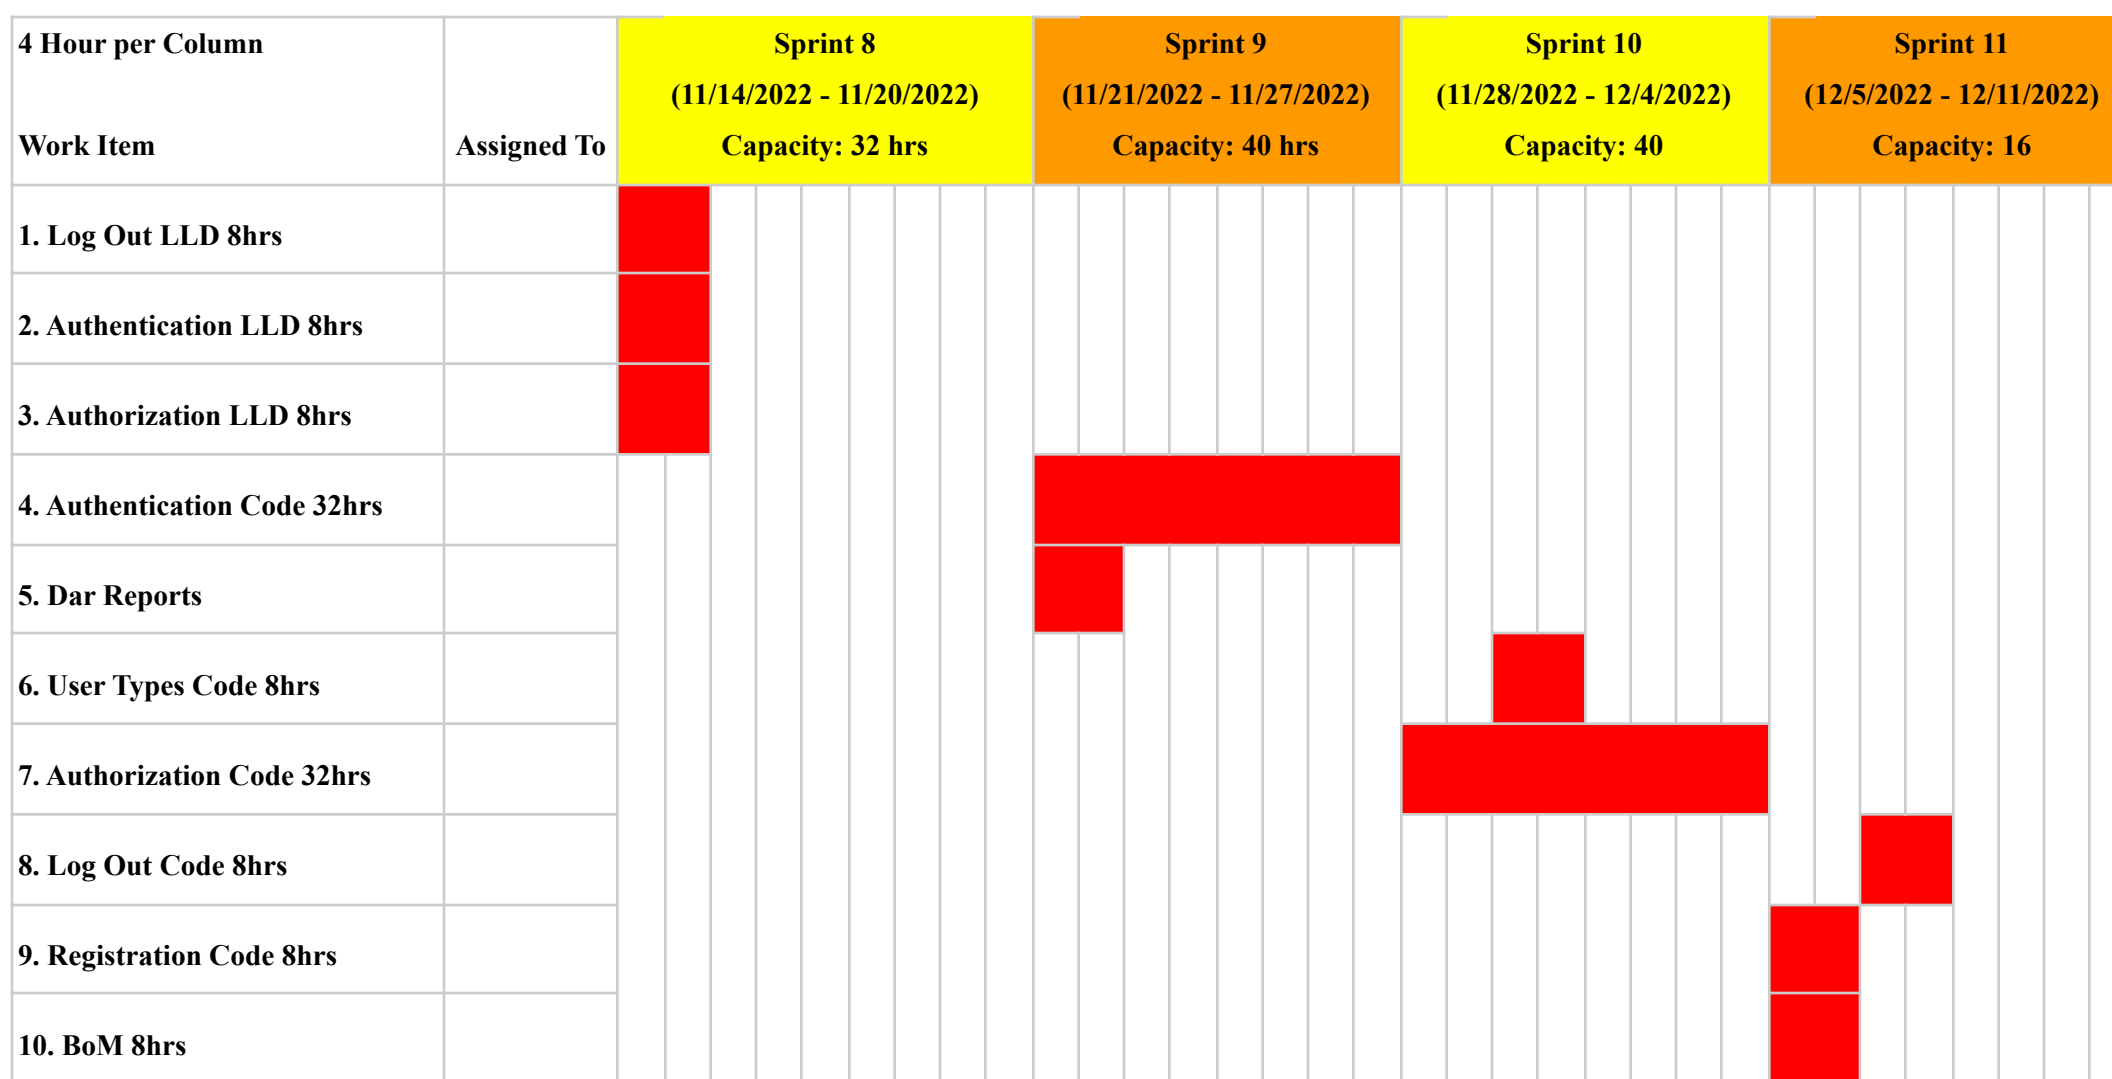 4 Hour per Column
Work Item
Assigned To
Sprint 8
(11/14/2022 - 11/20/2022)
Capacity: 32 hrs
Sprint 9
(11/21/2022 - 11/27/2022)
Capacity: 40 hrs
Sprint 10
(11/28/2022 - 12/4/2022)
Capacity: 40
Sprint 11
(12/5/2022 - 12/11/2022)
Capacity: 16
1. Log Out LLD 8hrs
2. Authentication LLD 8hrs
3. Authorization LLD 8hrs
4. Authentication Code 32hrs
5. Dar Reports
6. User Types Code 8hrs
7. Authorization Code 32hrs
8. Log Out Code 8hrs
9. Registration Code 8hrs
10. BoM 8hrs